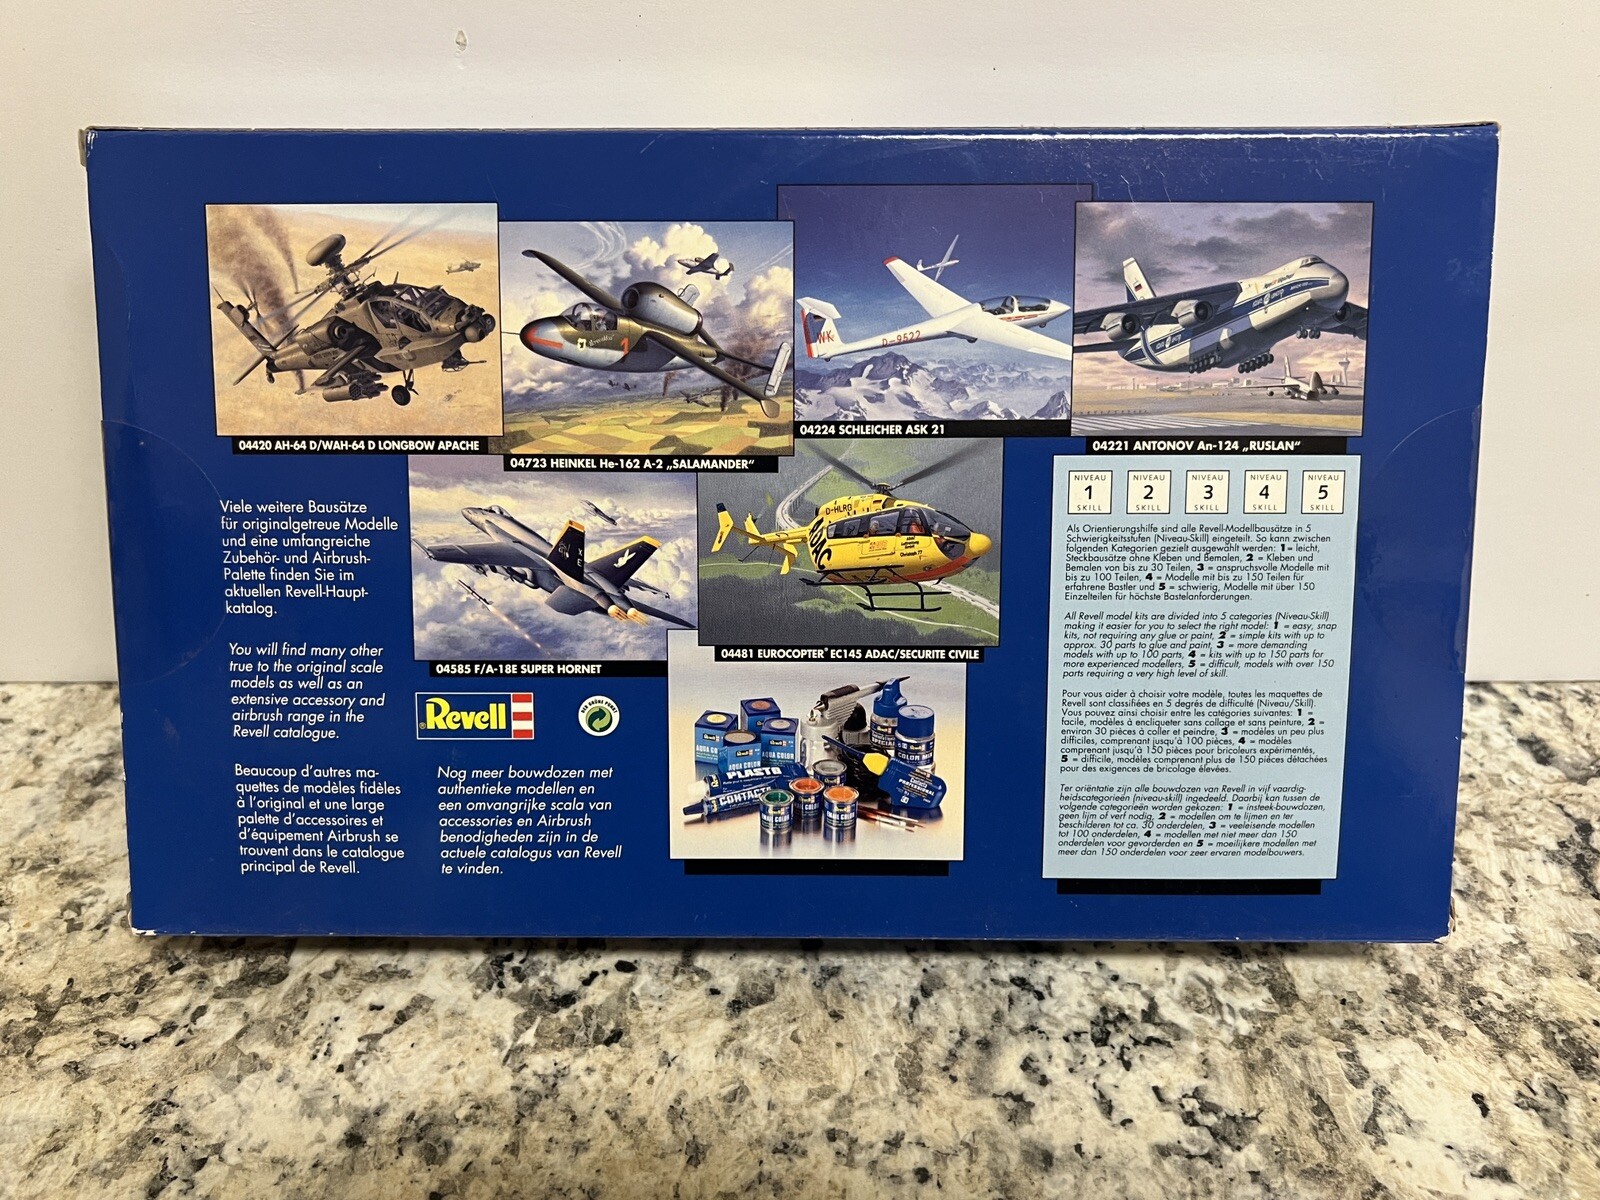 04420 AH-64 D/WAH-64 D LONGBOW APACHE
04723 HEINKEL He-162 A-2 „SALAMANDER“
04224 SCHLEICHER ASK 21
D-9522
04221 ANTONOV An-124 „RUSLAN“
04585 F/A-18E SUPER HORNET
D-HLRG
ADAC
04481 EUROCOPTER® EC145 ADAC/SECURITE CIVILE
Viele weitere Bausätze
für originalgetreue Modelle
und eine umfangreiche
Zubehör- und Airbrush-
Palette finden Sie im
aktuellen Revell-Haupt-
katalog.
You will find many other
true to the original scale
models as well as an
extensive accessory and
airbrush range in the
Revell catalogue.
Beaucoup d'autres ma-
quettes de modèles fidèles
à l'original et une large
palette d'accessoires et
d'équipement Airbrush se
trouvent dans le catalogue
principal de Revell.
®Revell
DER GRÜNE PUNKT
Nog meer bouwdozen met
authentieke modellen en
een omvangrijke scala van
accessories en Airbrush
benodigheden zijn in de
actuele catalogus van Revell
te vinden.
AQUA COLOR
PLASTO
CONTACTA
EMAIL COLOR
NIVEAU NIVEAU NIVEAU NIVEAU NIVEAU
1 2 3 4 5
SKILL SKILL SKILL SKILL SKILL
Als Orientierungshilfe sind alle Revell-Modellbausätze in 5
Schwierigkeitsstufen (Niveau-Skill) eingeteilt. So kann zwischen
folgenden Kategorien gezielt ausgewählt werden: 1 = leicht,
Steckbausätze ohne Kleben und Bemalen, 2 = Kleben und
Bemalen von bis zu 30 Teilen, 3 = anspruchsvolle Modelle mit
bis zu 100 Teilen, 4 = Modelle mit bis zu 150 Teilen für
erfahrene Bastler und 5 = schwierig, Modelle mit über 150
Einzelteilen für höchste Bastelanforderungen.
All Revell model kits are divided into 5 categories (Niveau-Skill)
making it easier for you to select the right model: 1 = easy, snap
kits, not requiring any glue or paint, 2 = simple kits with up to
approx. 30 parts to glue and paint, 3 = more demanding
models with up to 100 parts, 4 = kits with up to 150 parts for
more experienced modellers, 5 = difficult, models with over 150
parts requiring a very high level of skill.
Pour vous aider à choisir votre modèle, toutes les maquettes de
Revell sont classifiées en 5 degrès de difficulté (Niveau/Skill).
Vous pouvez ainsi choisir entre les catégories suivantes: 1 =
facile, modèles à encliqueter sans collage et sans peinture, 2 =
environ 30 pièces à coller et peindre, 3 = modèles un peu plus
difficiles, comprenant jusqu'à 100 pièces, 4 = modèles
comprenant jusqu'à 150 pièces pour bricoleurs expérimentés,
5 = difficile, modèles comprenant plus de 150 piéces détachées
pour des exigences de bricolage élevées.
Ter oriëntatie zijn alle bouwdozen van Revell in vijf vaardig-
heidscategorieën (niveau-skill) ingedeeld. Daarbij kan tussen de
volgende categorieën worden gekozen: 1 = insteek-bouwdozen,
geen lijm of verf nodig, 2 = modellen om te lijmen en ter
beschilderen tot ca. 30 onderdelen, 3 = veeleisende modellen
tot 100 onderdelen, 4 = modellen met niet meer dan 150
onderdelen voor gevorderden en 5 = moeilijkere modellen met
meer dan 150 onderdelen voor zeer ervaren modelbouwers.